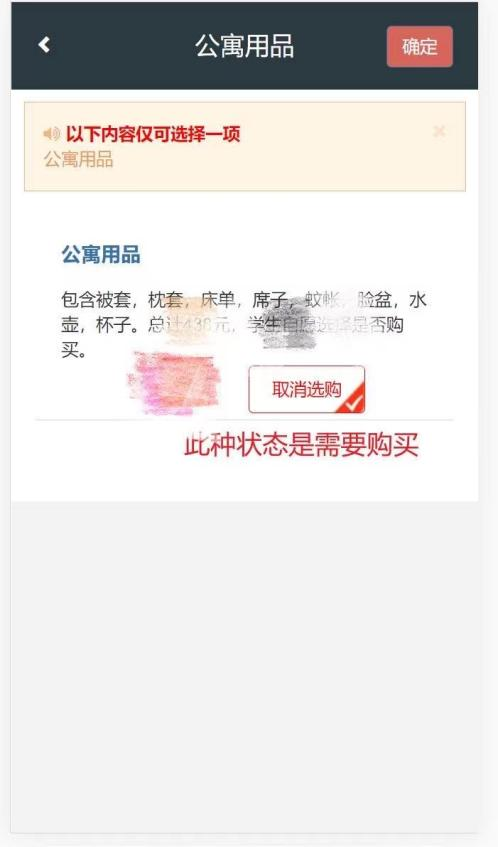 公寓用品
确定
以下内容仅可选择一项
公寓用品
公寓用品
包含被套，枕套，床单，席子，蚊帐，脸盆，水
壶，杯子。总计436元，学生自愿选择是否购
买。
取消选购
此种状态是需要购买